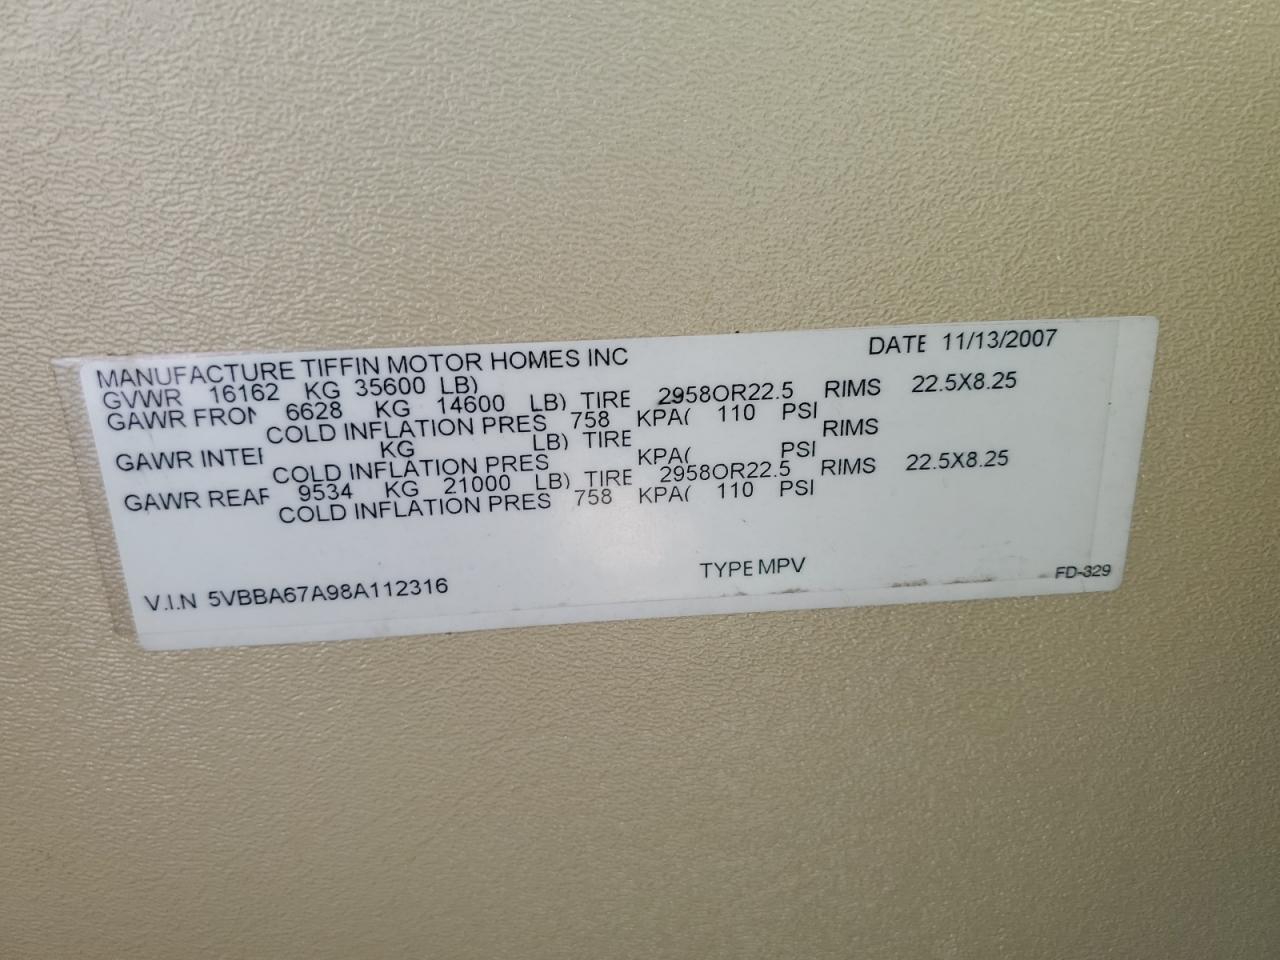 MANUFACTURE TIFFIN MOTOR HOMES INC DATE 11/13/2007
GVWR 16162 KG 35600 LB)
GAWR FRON 6628 KG 14600 LB) TIRE 2958OR22.5 RIMS 22.5X8.25
COLD INFLATION PRES 758 KPA( 110 PSI
GAWR INTER KG LB) TIRE RIMS
COLD INFLATION PRES KPA( PSI
GAWR REAR 9534 KG 21000 LB) TIRE 2958OR22.5 RIMS 22.5X8.25
COLD INFLATION PRES 758 KPA( 110 PSI
V.I.N 5VBBA67A98A112316 TYPE MPV FD-329